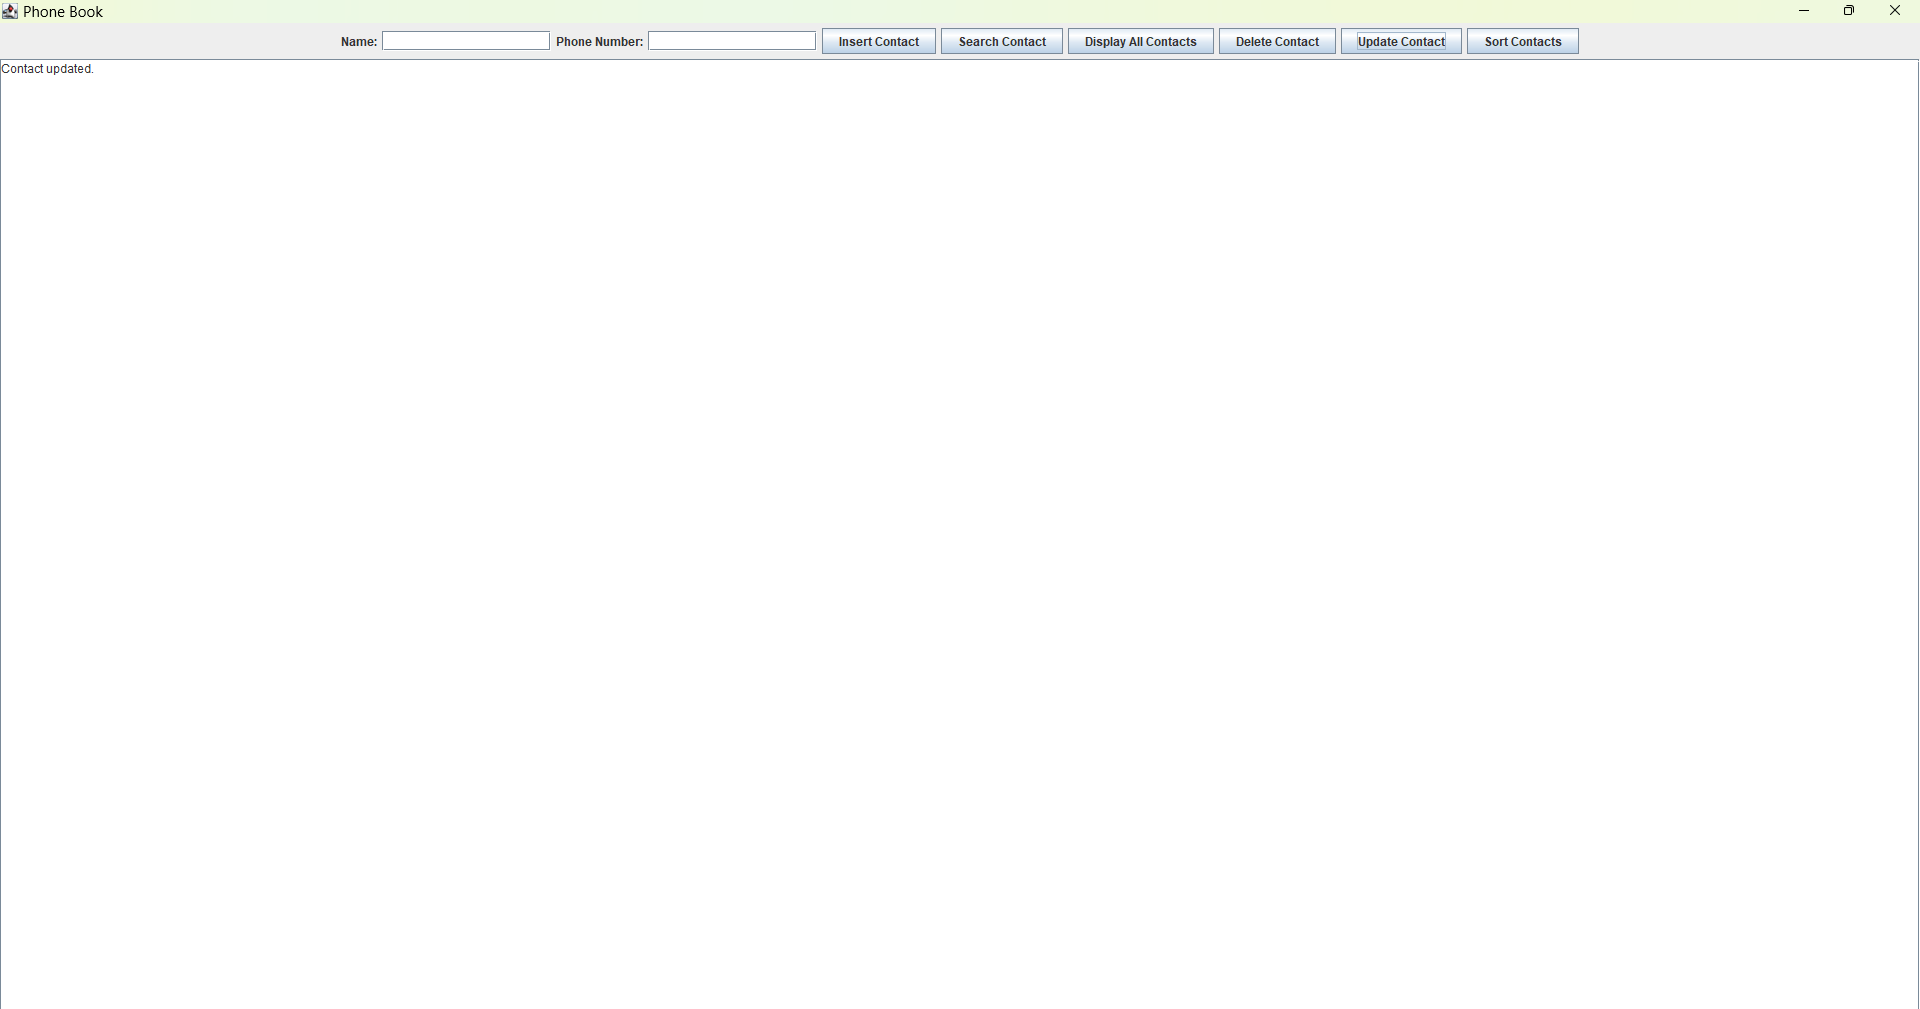 Phone Book
Name: Phone Number: Insert Contact Search Contact Display All Contacts Delete Contact Update Contact Sort Contacts
Contact updated.